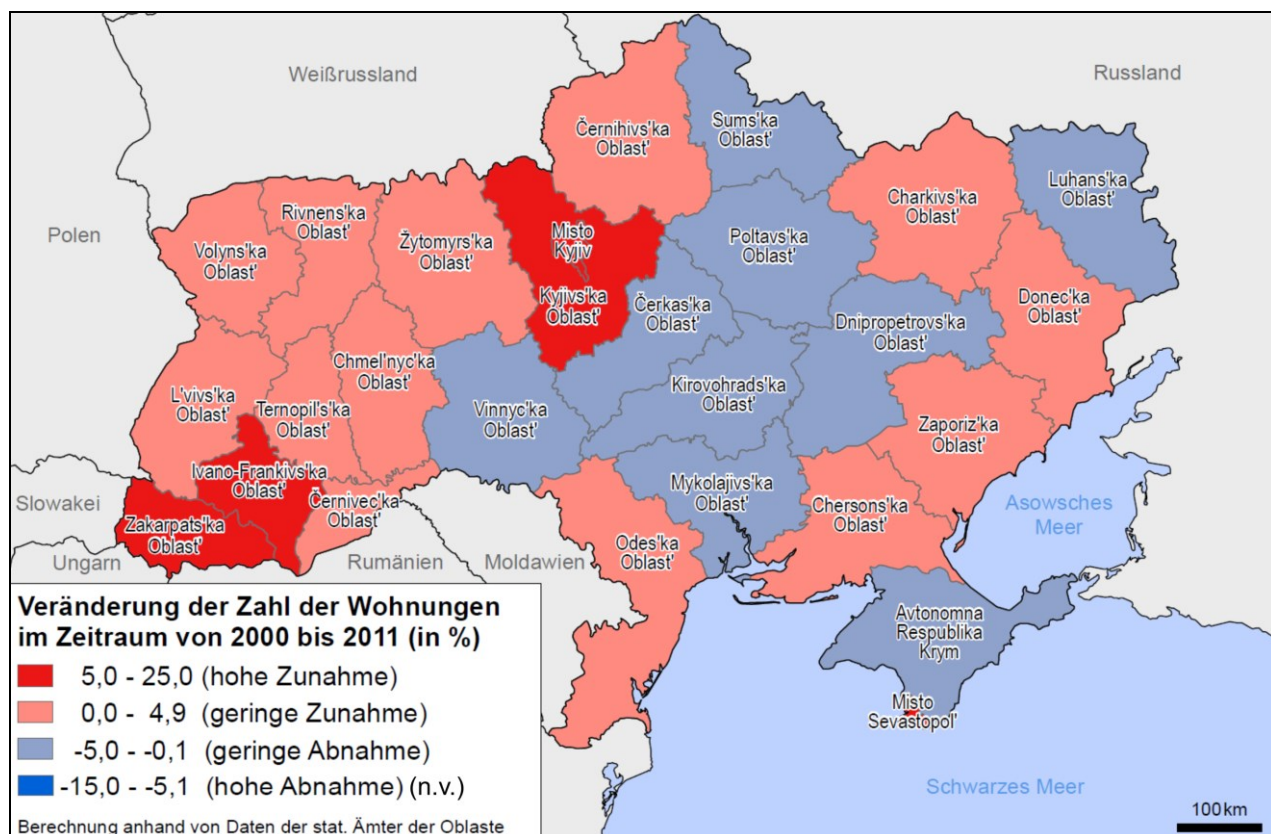 Weißrussland
Russland
Polen
Černihivs'ka
Oblast'
Sums'ka
Oblast'
Charkivs'ka
Oblast'
Luhans'ka
Oblast'
Rivnens'ka
Oblast'
Volyns'ka
Oblast'
Žytomyrs'ka
Oblast'
Misto
Kyjiv
Kyjivs'ka
Oblast'
Poltavs'ka
Oblast'
Čerkas'ka
Oblast'
Dnipropetrovs'ka
Oblast'
Donec'ka
Oblast'
L'vivs'ka
Oblast'
Ternopil's'ka
Oblast'
Chmel'nyc'ka
Oblast'
Vinnyc'ka
Oblast'
Kirovohrads'ka
Oblast'
Zaporiz'ka
Oblast'
Ivano-Frankivs'ka
Oblast'
Černivec'ka
Oblast'
Zakarpats'ka
Oblast'
Mykolajivs'ka
Oblast'
Chersons'ka
Oblast'
Odes'ka
Oblast'
Slowakei
Ungarn
Rumänien
Moldawien
Asowsches
Meer
Avtonomna
Respublika
Krym
Misto
Sevastopol'
Schwarzes Meer
100 km
Veränderung der Zahl der Wohnungen
im Zeitraum von 2000 bis 2011 (in %)
5,0 - 25,0 (hohe Zunahme)
0,0 - 4,9 (geringe Zunahme)
-5,0 - -0,1 (geringe Abnahme)
-15,0 - -5,1 (hohe Abnahme) (n.v.)
Berechnung anhand von Daten der stat. Ämter der Oblaste